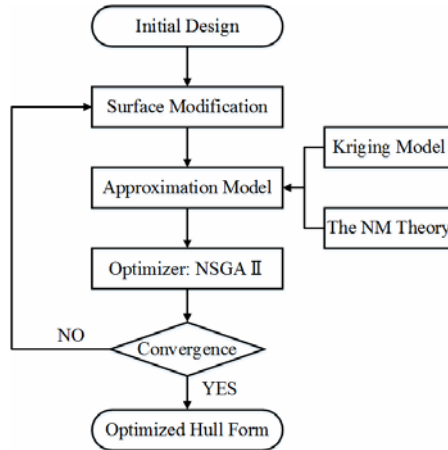 Initial Design
Surface Modification
Kriging Model
Approximation Model
The NM Theory
Optimizer: NSGA Ⅱ
NO
Convergence
YES
Optimized Hull Form